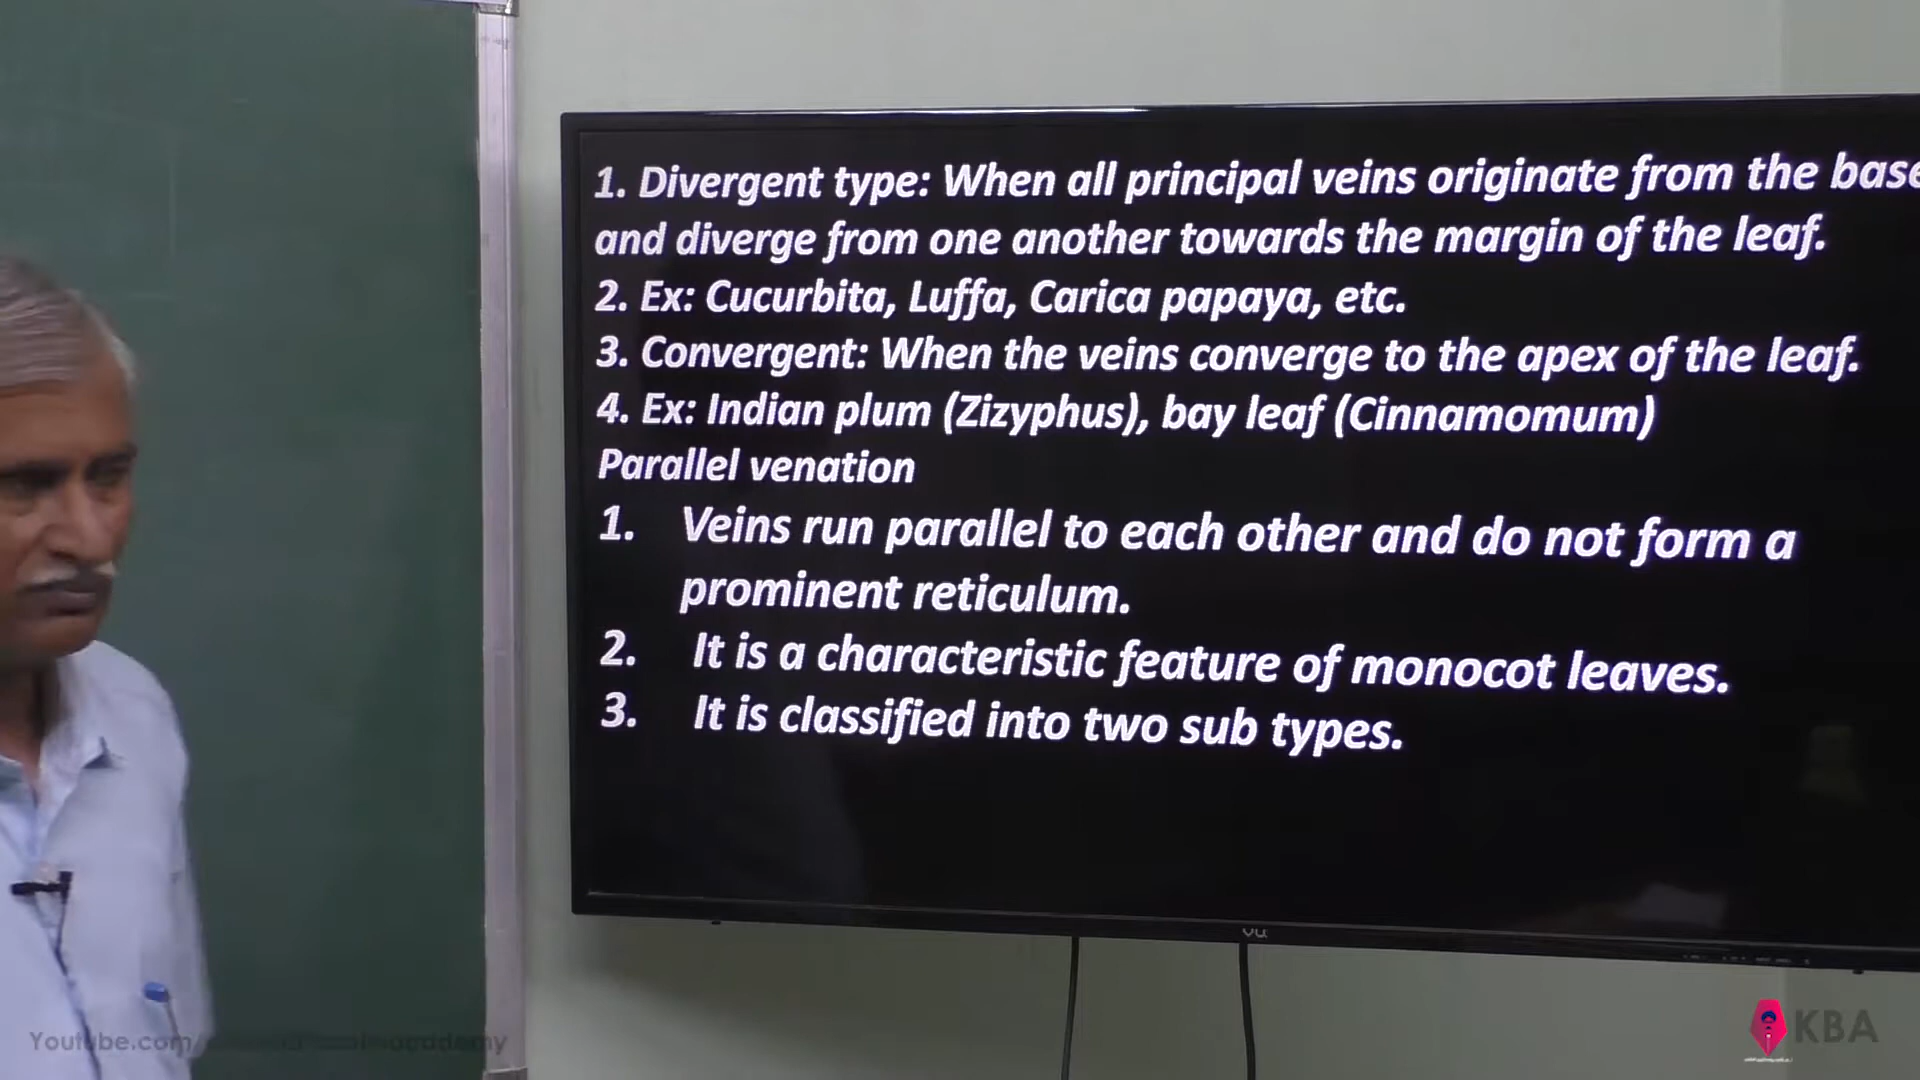 1. Divergent type: When all principal veins originate from the base
and diverge from one another towards the margin of the leaf.
2. Ex: Cucurbita, Luffa, Carica papaya, etc.
3. Convergent: When the veins converge to the apex of the leaf.
4. Ex: Indian plum (Zizyphus), bay leaf (Cinnamomum)
Parallel venation
1. Veins run parallel to each other and do not form a
prominent reticulum.
2. It is a characteristic feature of monocot leaves.
3. It is classified into two sub types.
Vu
Youtube.com/
KBA